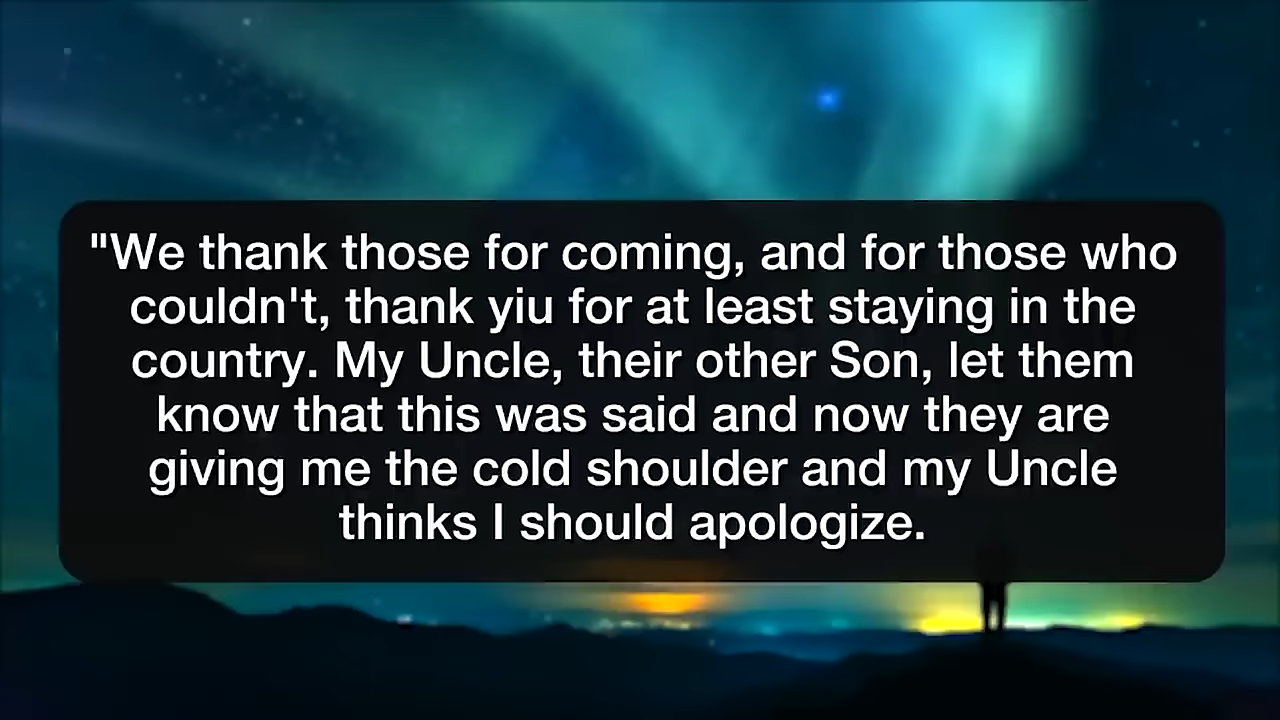 "We thank those for coming, and for those who
couldn't, thank yiu for at least staying in the
country. My Uncle, their other Son, let them
know that this was said and now they are
giving me the cold shoulder and my Uncle
thinks I should apologize.